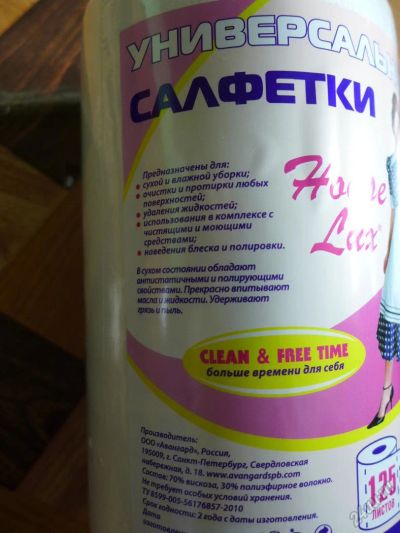 УНИВЕРСАЛЬ
САЛФЕТКИ
Home
Lux
Предназначены для:
• сухой и влажной уборки;
• очистки и протирки любых
поверхностей;
• удаления жидкостей;
• использования в комплексе с
чистящими и моющими
средствами;
• наведения блеска и полировки.
В сухом состоянии обладают
антистатичными и полирующими
свойствами. Прекрасно впитывают
масла и жидкости. Удерживают
грязь и пыль.
CLEAN & FREE TIME
больше времени для себя
Производитель:
ООО «Авангард», Россия,
195009, г. Санкт-Петербург, Свердловская
набережная, д. 18. www.avangardspb.com
Состав: 70% вискоза, 30% полиэфирное волокно.
Не требует особых условий хранения.
ТУ 8599-005-56176857-2010
Срок годности: 2 года с даты изготовления.
Дата
изготовления
125
ЛИСТОВ